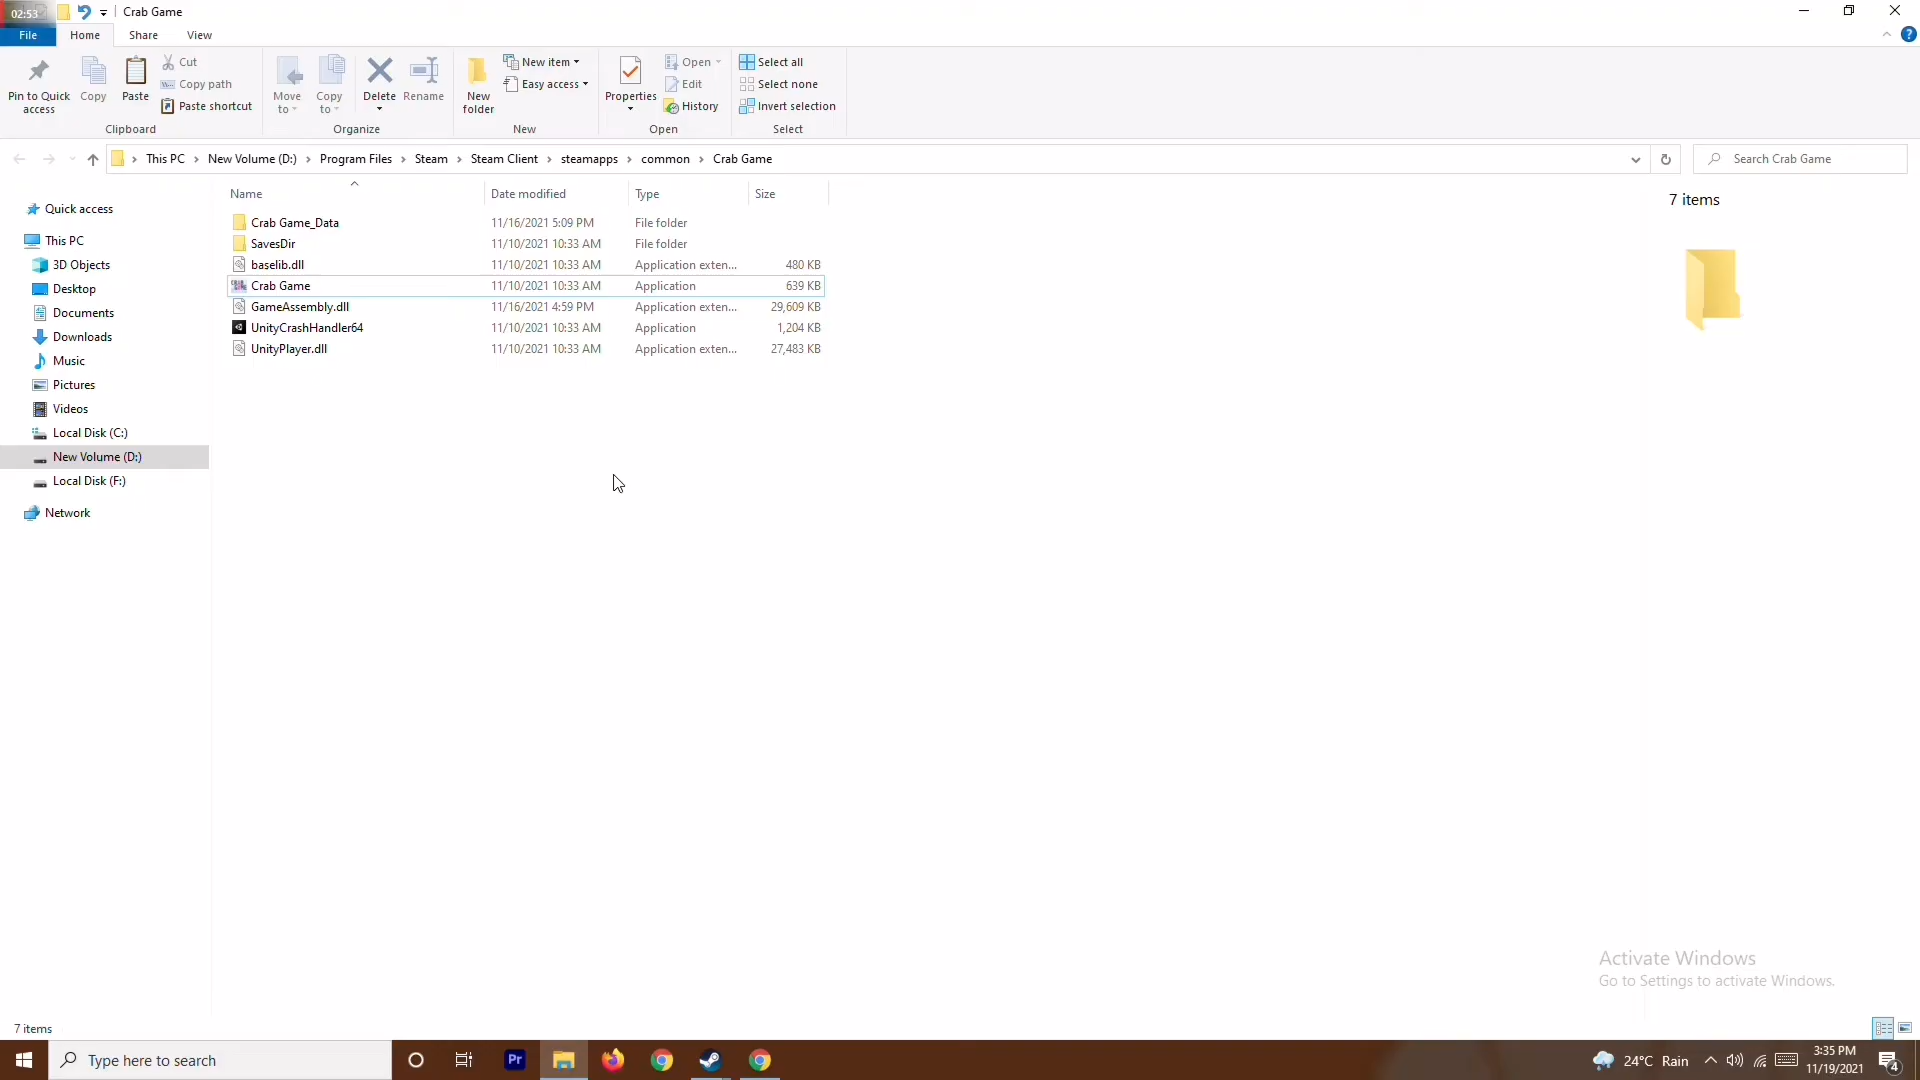 02:53 Crab Game
File Home Share View
Pin to Quick access
Copy
Paste
Cut
Copy path
Paste shortcut
Clipboard
Move to
Copy to
Delete
Rename
Organize
New folder
New item
Easy access
New
Properties
Open
Edit
History
Open
Select all
Select none
Invert selection
Select
This PC New Volume (D:) Program Files Steam Steam Client steamapps common Crab Game
Search Crab Game
Quick access
This PC
3D Objects
Desktop
Documents
Downloads
Music
Pictures
Videos
Local Disk (C:)
New Volume (D:)
Local Disk (F:)
Network
Name Date modified Type Size
Crab Game_Data 11/16/2021 5:09 PM File folder
SavesDir 11/10/2021 10:33 AM File folder
baselib.dll 11/10/2021 10:33 AM Application exten... 480 KB
Crab Game 11/10/2021 10:33 AM Application 639 KB
GameAssembly.dll 11/16/2021 4:59 PM Application exten... 29,609 KB
UnityCrashHandler64 11/10/2021 10:33 AM Application 1,204 KB
UnityPlayer.dll 11/10/2021 10:33 AM Application exten... 27,483 KB
7 items
Activate Windows
Go to Settings to activate Windows.
7 items
Type here to search
Pr
24°C Rain
3:35 PM
11/19/2021
4